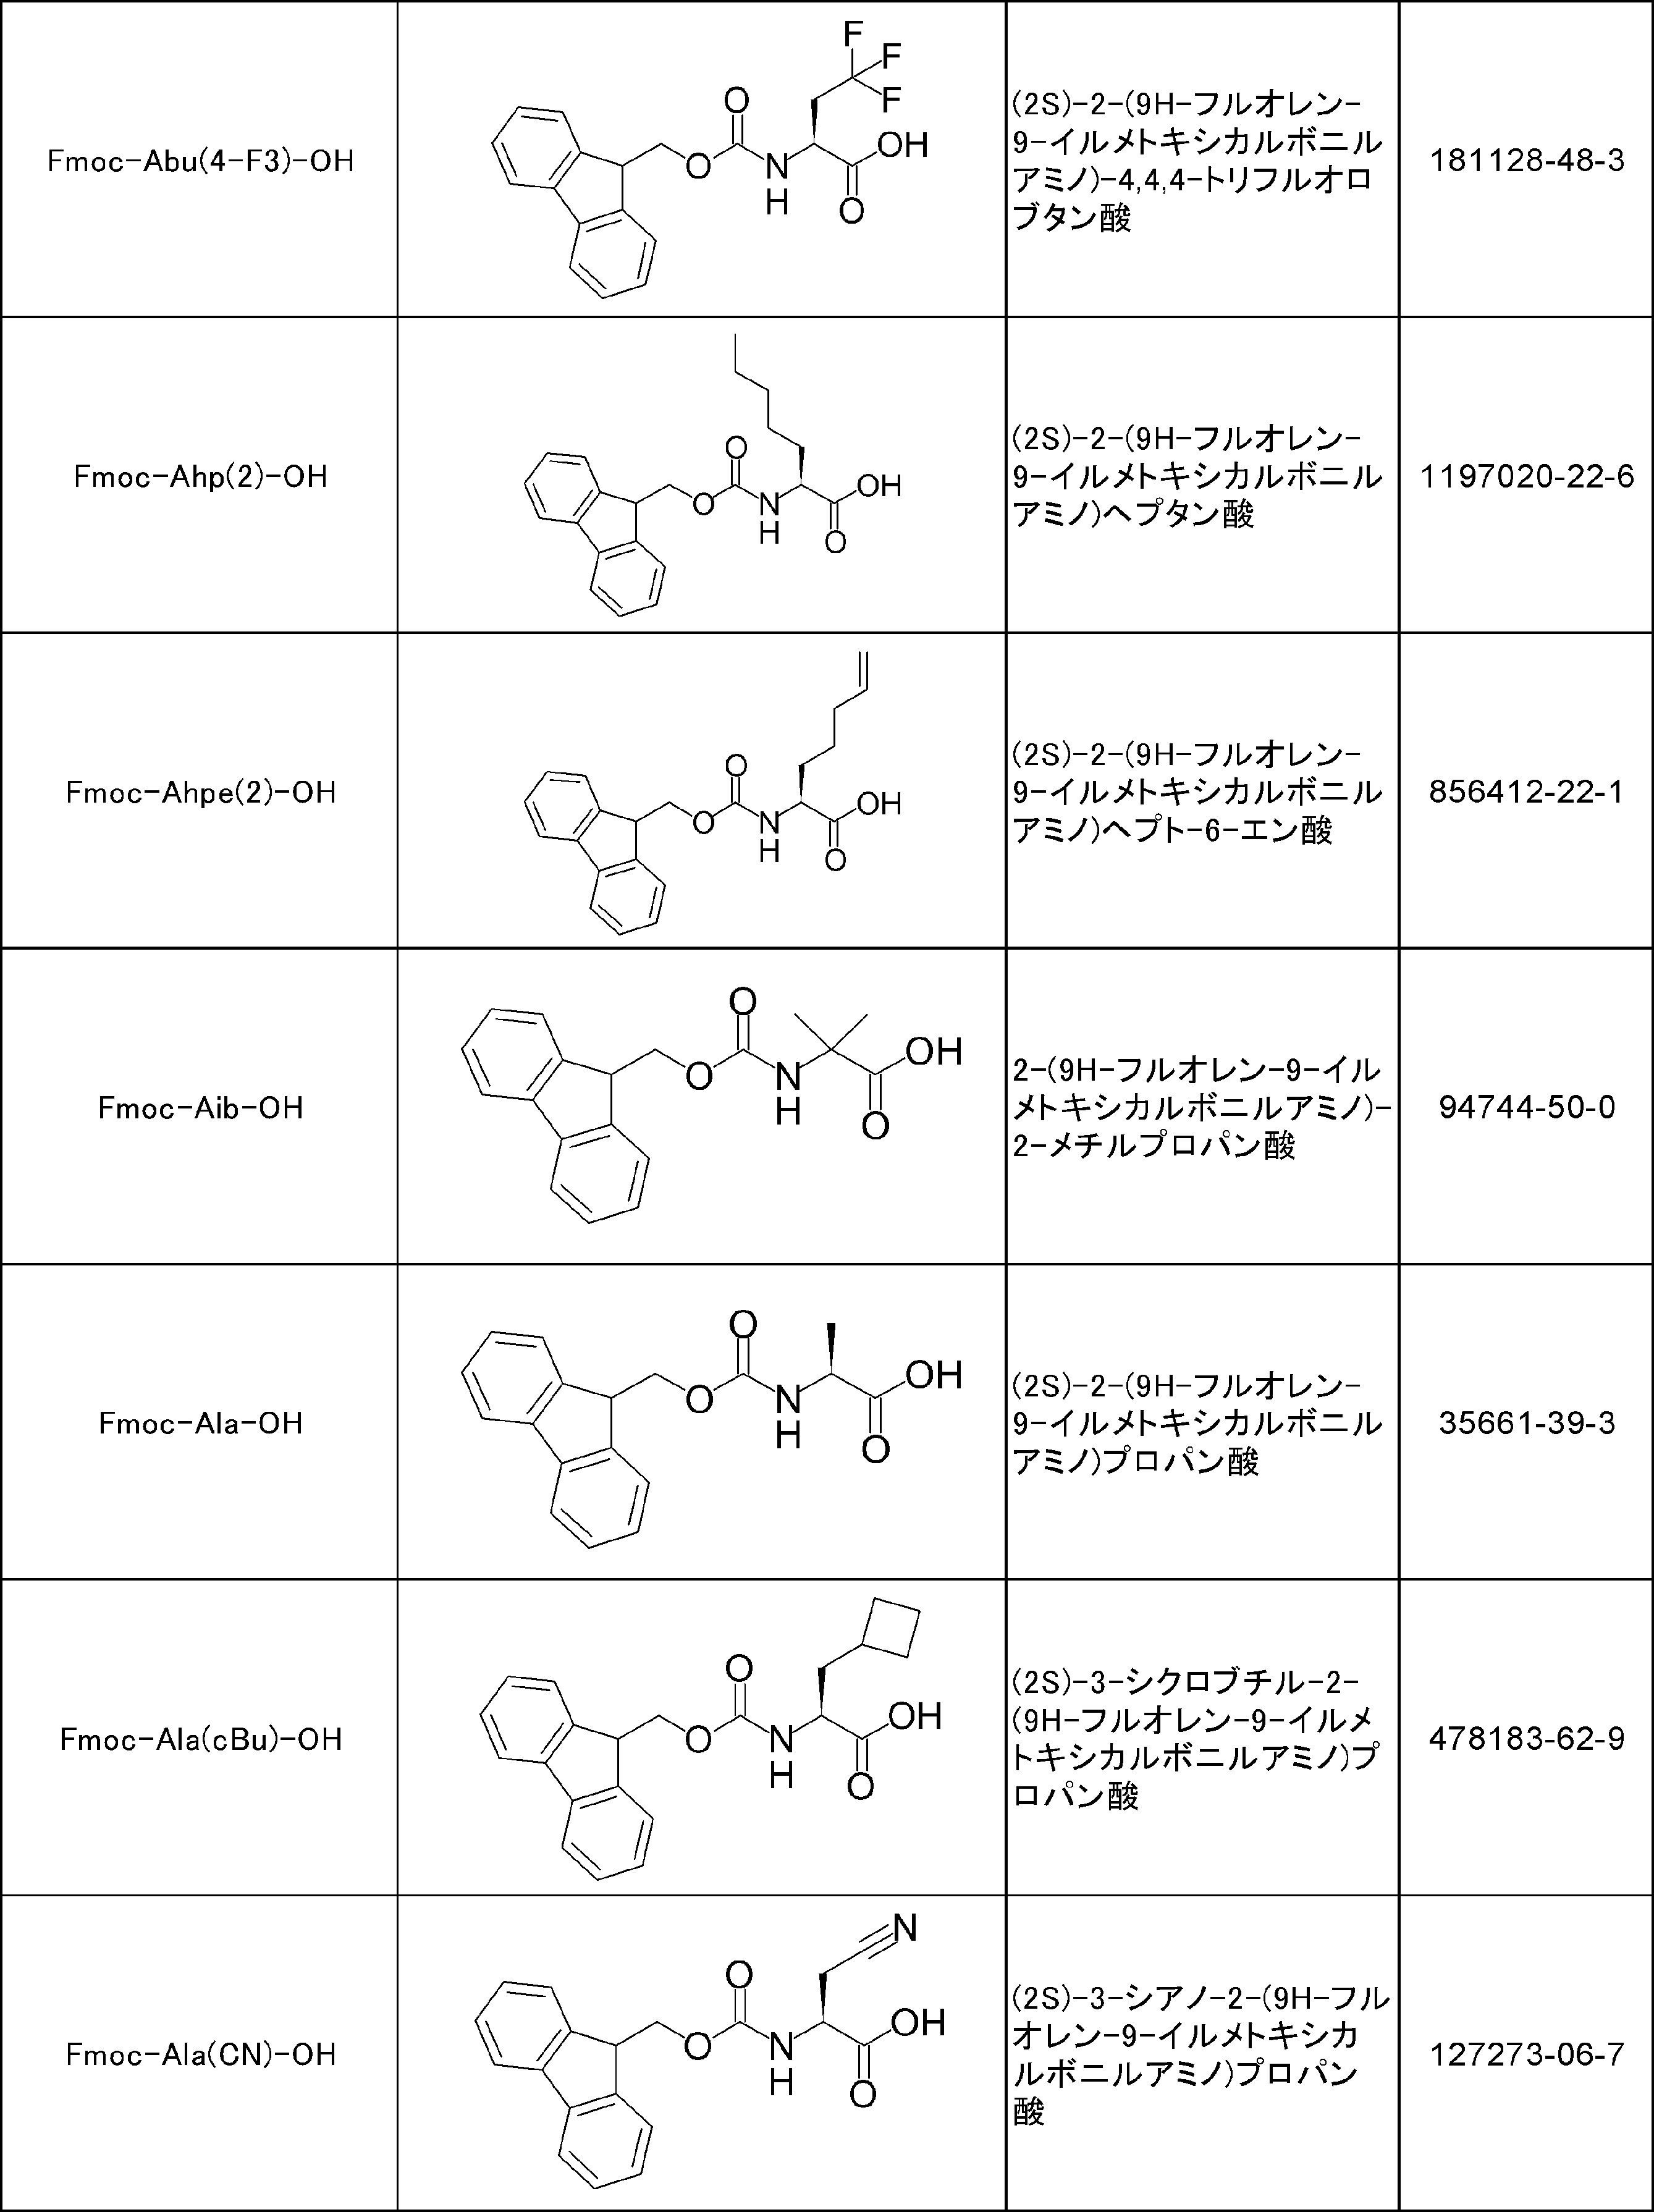 Fmoc-Abu(4-F3)-OH
F
F
F
O
O
N
H
OH
O
(2S)-2-(9H-フルオレン-
9-イルメトキシカルボニル
アミノ)-4,4,4-トリフルオロ
ブタン酸
181128-48-3
Fmoc-Ahp(2)-OH
O
O
N
H
OH
O
(2S)-2-(9H-フルオレン-
9-イルメトキシカルボニル
アミノ)ヘプタン酸
1197020-22-6
Fmoc-Ahpe(2)-OH
O
O
N
H
OH
O
(2S)-2-(9H-フルオレン-
9-イルメトキシカルボニル
アミノ)ヘプト-6-エン酸
856412-22-1
Fmoc-Aib-OH
O
O
N
H
OH
O
2-(9H-フルオレン-9-イル
メトキシカルボニルアミノ)-
2-メチルプロパン酸
94744-50-0
Fmoc-Ala-OH
O
O
N
H
OH
O
(2S)-2-(9H-フルオレン-
9-イルメトキシカルボニル
アミノ)プロパン酸
35661-39-3
Fmoc-Ala(cBu)-OH
O
O
N
H
OH
O
(2S)-3-シクロブチル-2-
(9H-フルオレン-9-イルメ
トキシカルボニルアミノ)プ
ロパン酸
478183-62-9
Fmoc-Ala(CN)-OH
N
O
O
N
H
OH
O
(2S)-3-シアノ-2-(9H-フル
オレン-9-イルメトキシカ
ルボニルアミノ)プロパン
酸
127273-06-7